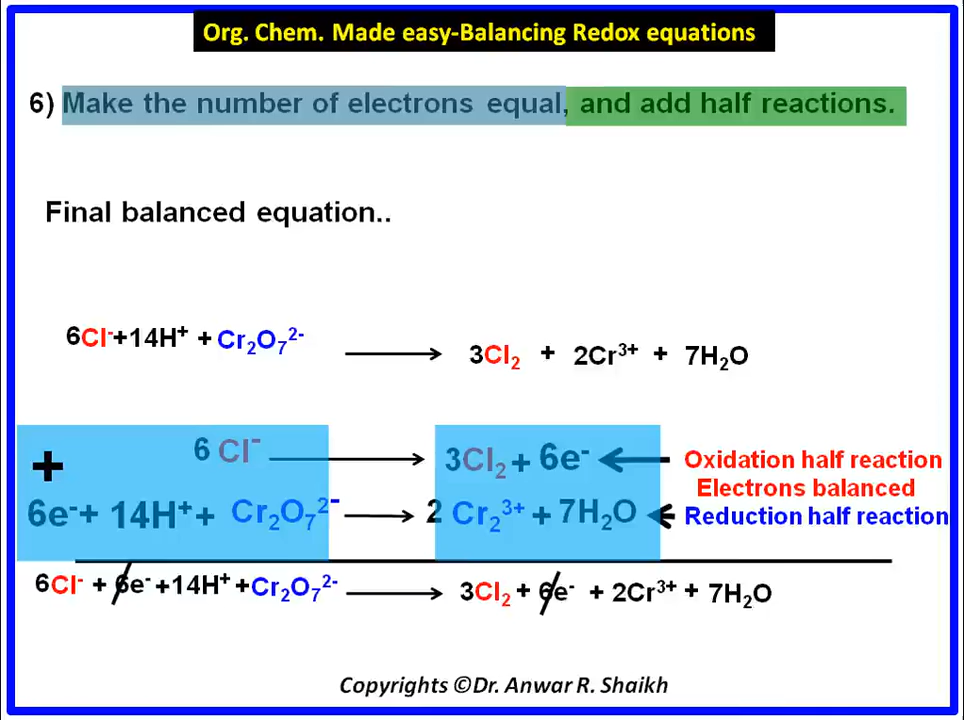 Org. Chem. Made easy-Balancing Redox equations
6) Make the number of electrons equal, and add half reactions.
Final balanced equation..
6Cl⁻+14H⁺ + Cr₂O₇²⁻ ⟶ 3Cl₂ + 2Cr³⁺ + 7H₂O
6 Cl⁻ ⟶ 3Cl₂ + 6e⁻ ← Oxidation half reaction
+
Electrons balanced
6e⁻+ 14H⁺+ Cr₂O₇²⁻ ⟶ 2 Cr₂³⁺ + 7H₂O ← Reduction half reaction
6Cl⁻ + 6e⁻ +14H⁺ +Cr₂O₇²⁻ ⟶ 3Cl₂ + 6e⁻ + 2Cr³⁺ + 7H₂O
Copyrights ©Dr. Anwar R. Shaikh